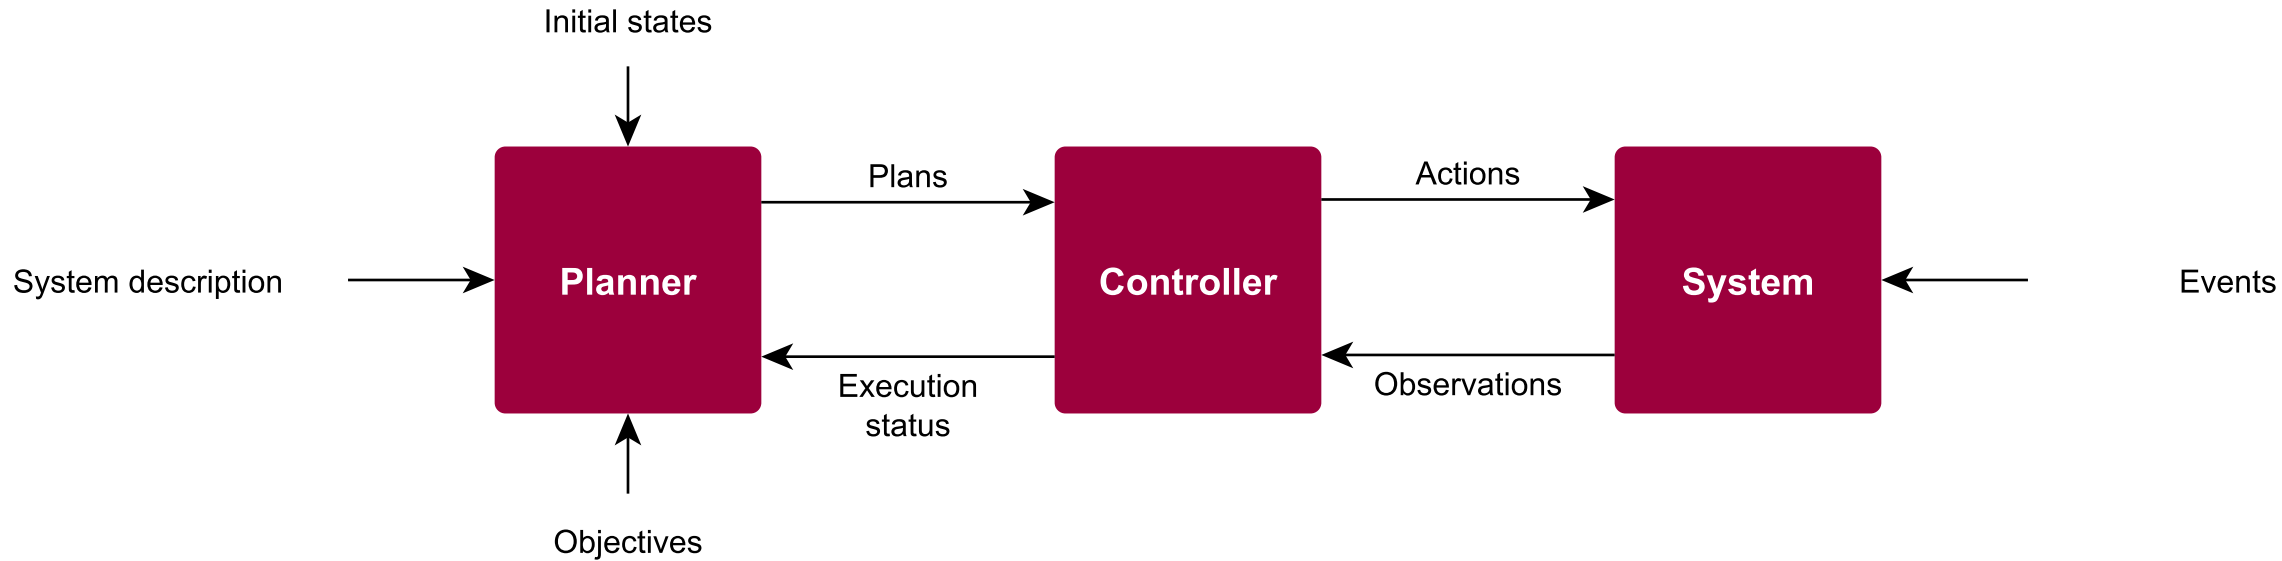 Initial states
Plans
Actions
System description
Planner
Controller
System
Events
Execution
status
Observations
Objectives